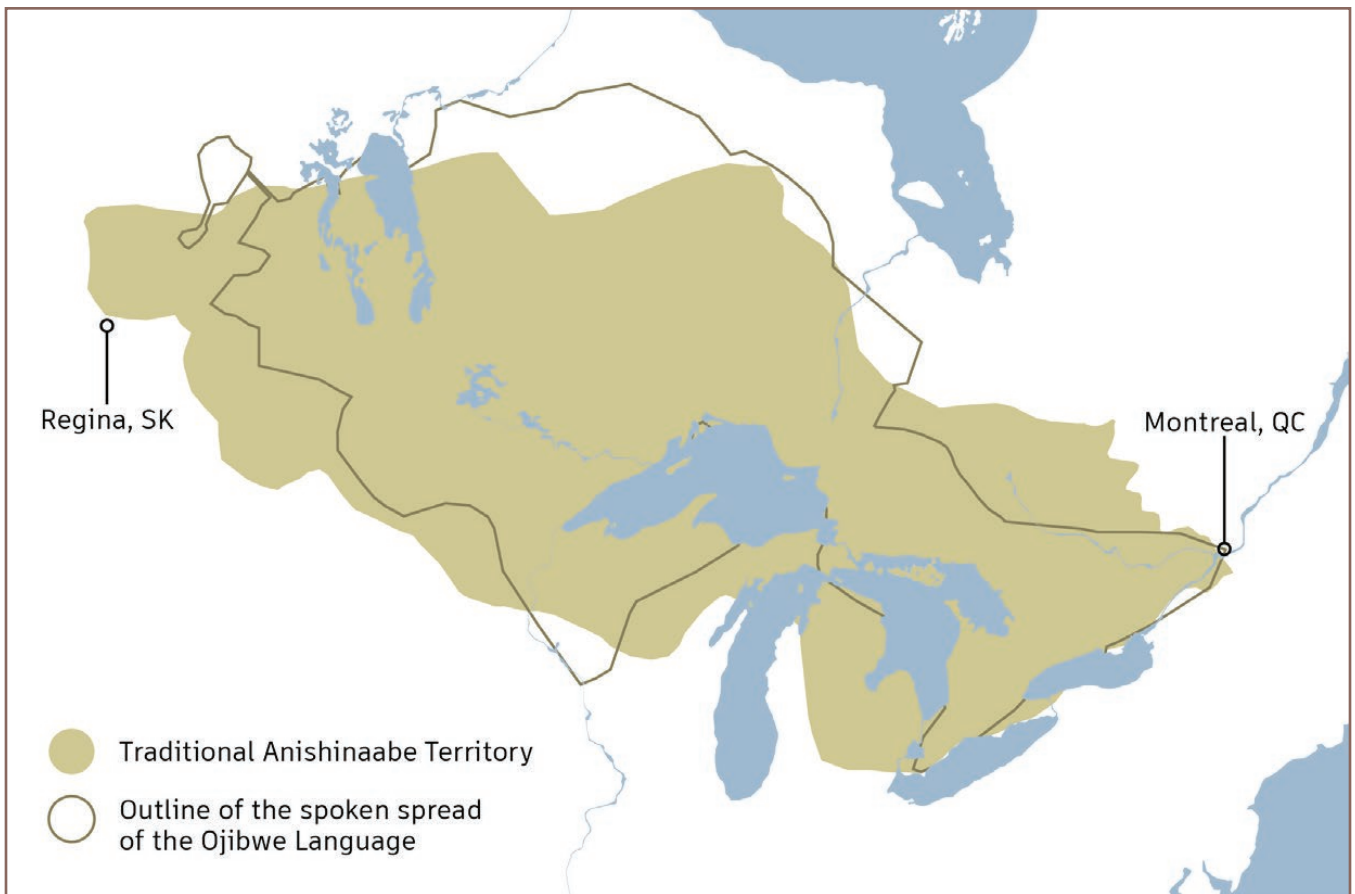 Regina, SK
Montreal, QC
Traditional Anishinaabe Territory
Outline of the spoken spread
of the Ojibwe Language